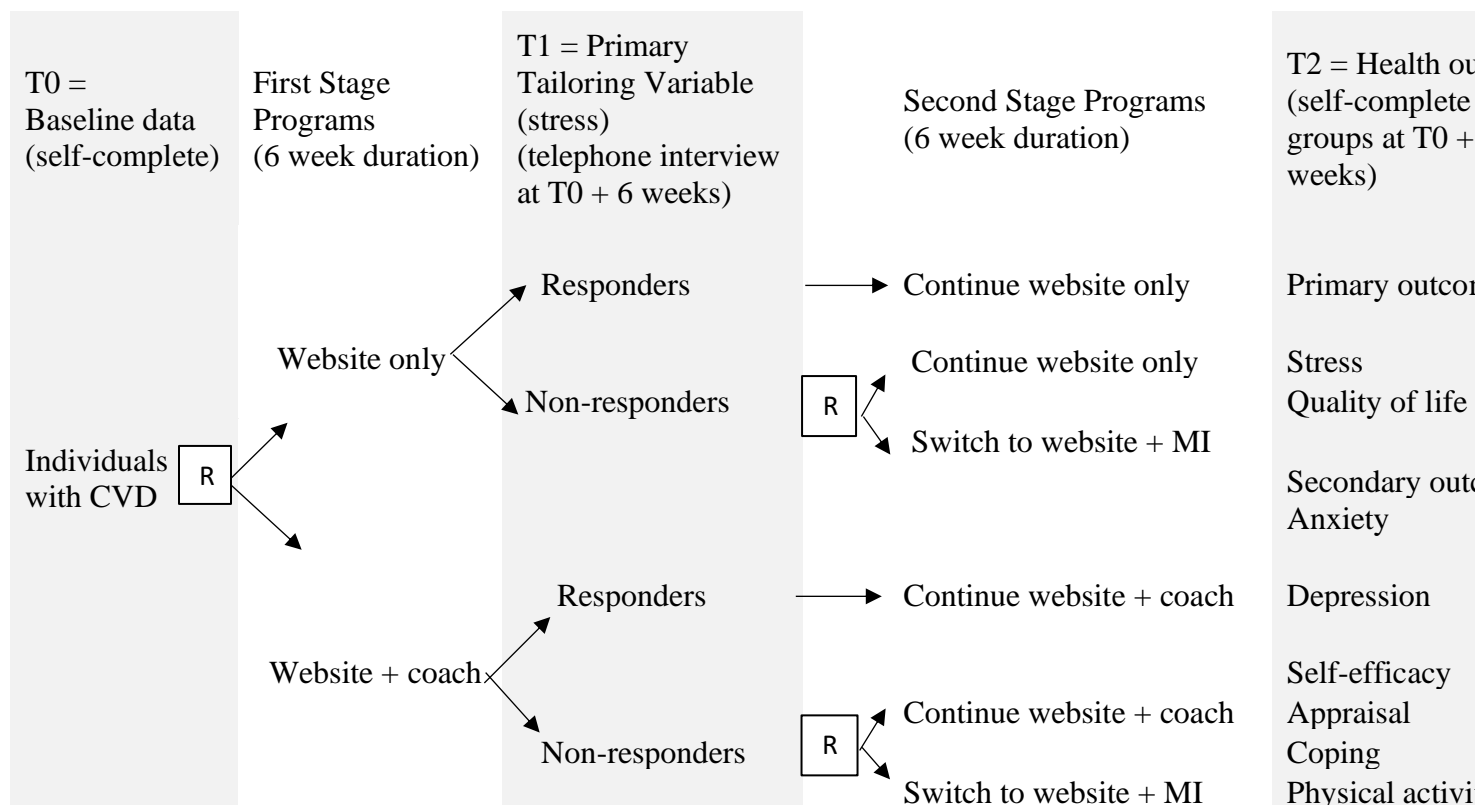 T0 =
Baseline data
(self-complete)
First Stage
Programs
(6 week duration)
T1 = Primary
Tailoring Variable
(stress)
(telephone interview
at T0 + 6 weeks)
Second Stage Programs
(6 week duration)
T2 = Health ou
(self-complete
groups at T0 +
weeks)
Individuals
with CVD
R
Website only
Responders
Non-responders
R
Continue website only
Continue website only
Switch to website + MI
Website + coach
Responders
Non-responders
R
Continue website + coach
Continue website + coach
Switch to website + MI
Primary outco
Stress
Quality of life
Secondary out
Anxiety
Depression
Self-efficacy
Appraisal
Coping
Physical activi